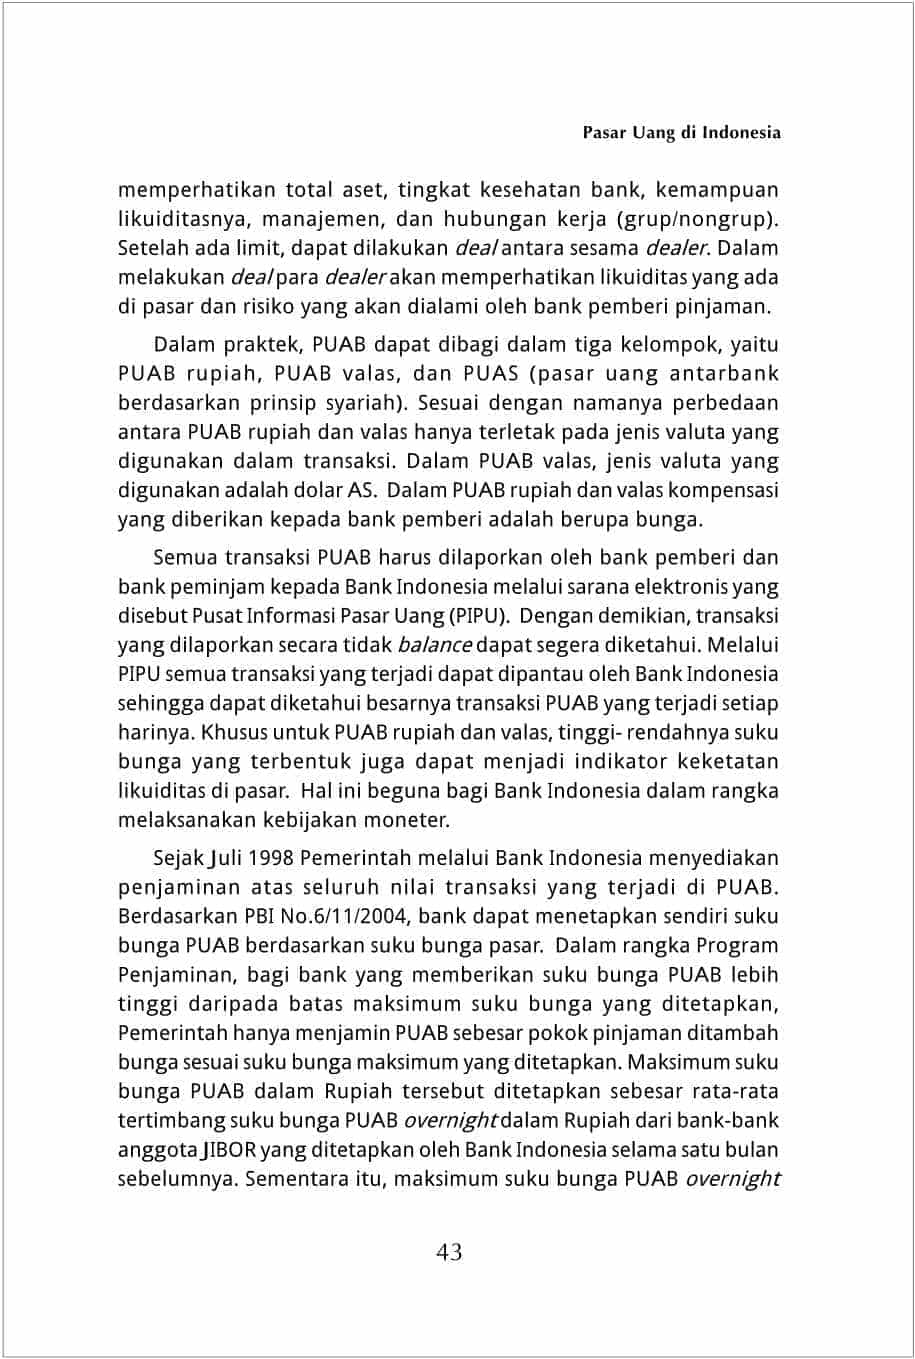 Pasar Uang di Indonesia
memperhatikan total aset, tingkat kesehatan bank, kemampuan
likuiditasnya, manajemen, dan hubungan kerja (grup/nongrup).
Setelah ada limit, dapat dilakukan deal antara sesama dealer. Dalam
melakukan deal para dealer akan memperhatikan likuiditas yang ada
di pasar dan risiko yang akan dialami oleh bank pemberi pinjaman.
Dalam praktek, PUAB dapat dibagi dalam tiga kelompok, yaitu
PUAB rupiah, PUAB valas, dan PUAS (pasar uang antarbank
berdasarkan prinsip syariah). Sesuai dengan namanya perbedaan
antara PUAB rupiah dan valas hanya terletak pada jenis valuta yang
digunakan dalam transaksi. Dalam PUAB valas, jenis valuta yang
digunakan adalah dolar AS.  Dalam PUAB rupiah dan valas kompensasi
yang diberikan kepada bank pemberi adalah berupa bunga.
Semua transaksi PUAB harus dilaporkan oleh bank pemberi dan
bank peminjam kepada Bank Indonesia melalui sarana elektronis yang
disebut Pusat Informasi Pasar Uang (PIPU).  Dengan demikian, transaksi
yang dilaporkan secara tidak balance dapat segera diketahui. Melalui
PIPU semua transaksi yang terjadi dapat dipantau oleh Bank Indonesia
sehingga dapat diketahui besarnya transaksi PUAB yang terjadi setiap
harinya. Khusus untuk PUAB rupiah dan valas, tinggi- rendahnya suku
bunga yang terbentuk juga dapat menjadi indikator keketatan
likuiditas di pasar.  Hal ini beguna bagi Bank Indonesia dalam rangka
melaksanakan kebijakan moneter.
Sejak Juli 1998 Pemerintah melalui Bank Indonesia menyediakan
penjaminan atas seluruh nilai transaksi yang terjadi di PUAB.
Berdasarkan PBI No.6/11/2004, bank dapat menetapkan sendiri suku
bunga PUAB berdasarkan suku bunga pasar.  Dalam rangka Program
Penjaminan, bagi bank yang memberikan suku bunga PUAB lebih
tinggi daripada batas maksimum suku bunga yang ditetapkan,
Pemerintah hanya menjamin PUAB sebesar pokok pinjaman ditambah
bunga sesuai suku bunga maksimum yang ditetapkan. Maksimum suku
bunga PUAB dalam Rupiah tersebut ditetapkan sebesar rata-rata
tertimbang suku bunga PUAB overnight dalam Rupiah dari bank-bank
anggota JIBOR yang ditetapkan oleh Bank Indonesia selama satu bulan
sebelumnya. Sementara itu, maksimum suku bunga PUAB overnight
43